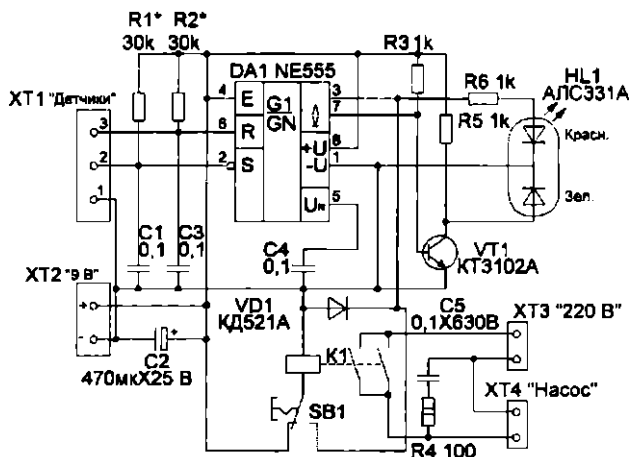 R1* R2*
30k 30k
R3 1k
DA1 NE555
R6 1k
HL1
АЛС331А
XT1 "Датчики"
4 E G1 3
GN 7
R5 1k
Красн.
3 6 R
+U 8
2 2 S -U 1
1
Uн 5
Зел.
C1
0,1
C3
0,1
C4
0,1
VT1
КТ3102А
XT2 "9 В"
+
-
+
C2
470мкX25 В
VD1
КД521А
C5
0,1X630В
XT3 "220 В"
K1
XT4 "Насос"
SB1
R4 100